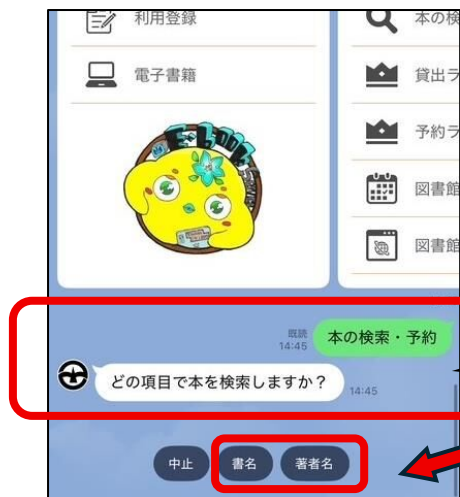 利用登録
電子書籍
E-BOOK
本の検
貸出ラ
予約ラ
図書館
図書館
既読
14:45
本の検索・予約
どの項目で本を検索しますか？
14:45
中止
書名
著者名